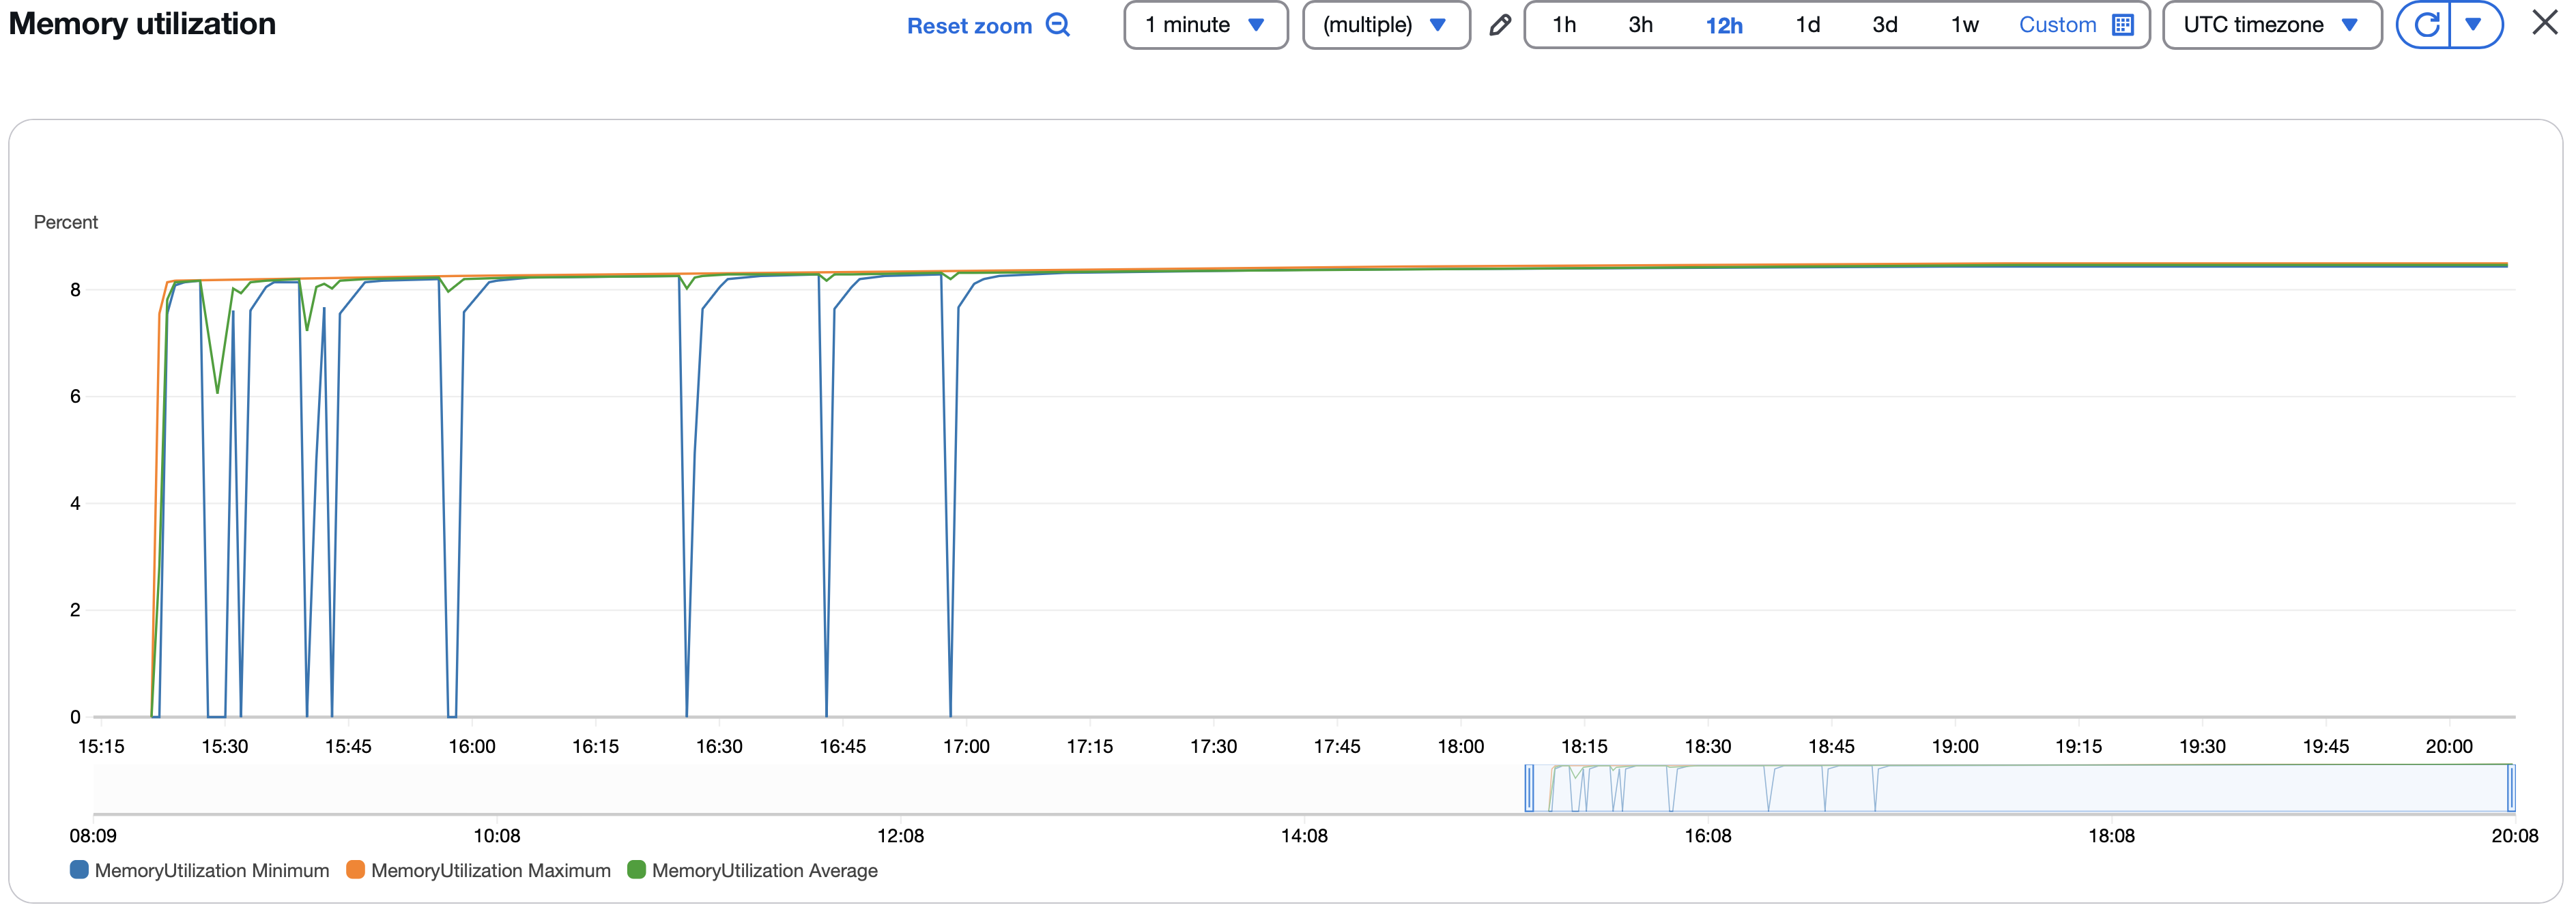 Memory utilization
Reset zoom
1 minute
(multiple)
1h 3h 12h 1d 3d 1w Custom
UTC timezone
Percent
8
6
4
2
0
15:15 15:30 15:45 16:00 16:15 16:30 16:45 17:00 17:15 17:30 17:45 18:00 18:15 18:30 18:45 19:00 19:15 19:30 19:45 20:00
08:09 10:08 12:08 14:08 16:08 18:08 20:08
MemoryUtilization Minimum MemoryUtilization Maximum MemoryUtilization Average